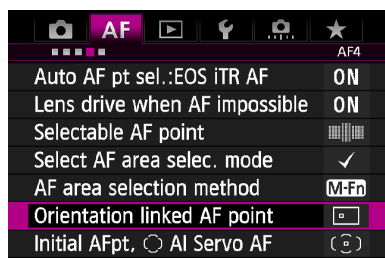 AF
AF4
Auto AF pt sel.:EOS iTR AF ON
Lens drive when AF impossible ON
Selectable AF point
Select AF area selec. mode
AF area selection method M-Fn
Orientation linked AF point
Initial AFpt, AI Servo AF